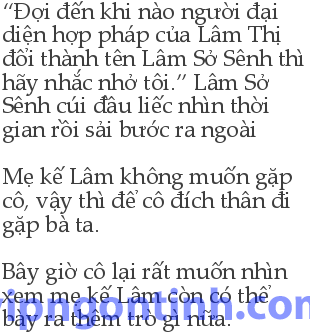 “Đợi đến khi nào người đại
diện hợp pháp của Lâm Thị
đổi thành tên Lâm Sở Sênh thì
hãy nhắc nhở tôi.” Lâm Sở
Sênh cúi đầu liếc nhìn thời
gian rồi sải bước ra ngoài
Mẹ kế Lâm không muốn gặp
cô, vậy thì để cô đích thân đi
gặp bà ta.
Bây giờ cô lại rất muốn nhìn
xem mẹ kế Lâm còn có thể
bày ra thêm trò gì nữa.
vipngontinh.com